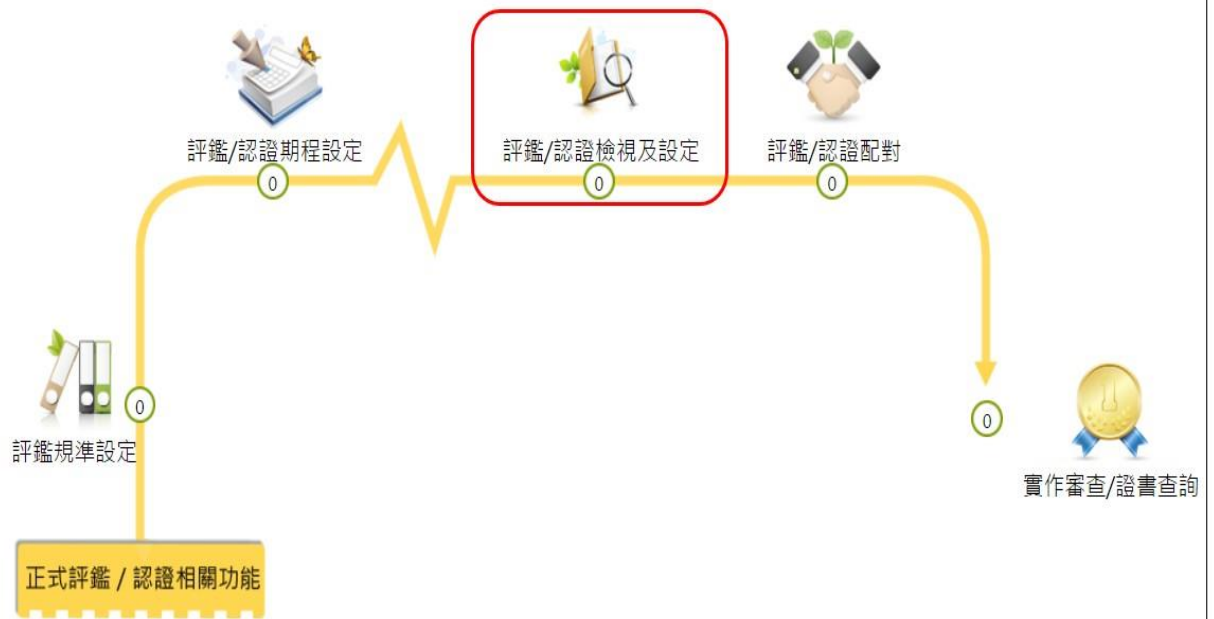 評鑑/認證期程設定
評鑑/認證檢視及設定
評鑑/認證配對
0
0
0
0
0
評鑑規準設定
實作審查/證書查詢
正式評鑑 / 認證相關功能